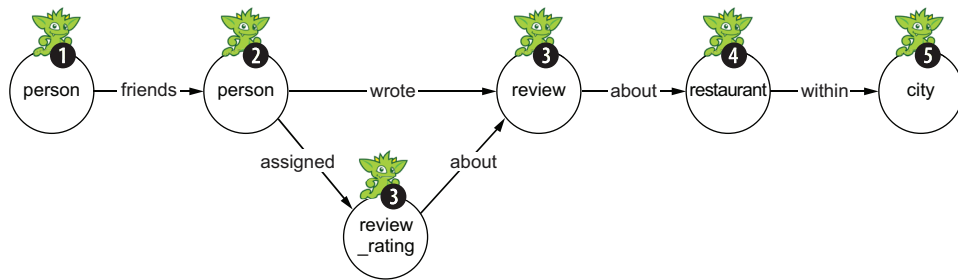 1
2
3
4
5
person friends person wrote review about restaurant within city
assigned about
3
review
_rating